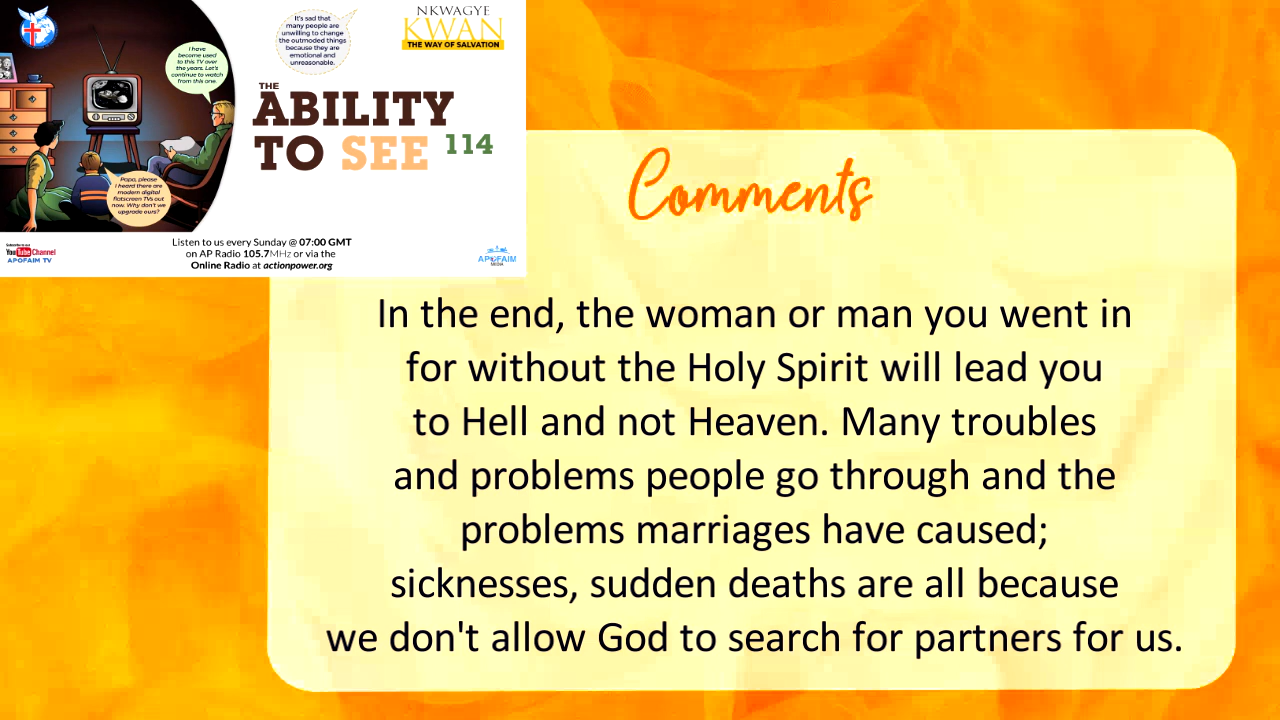 It's sad that
many people are
unwilling to change
the outmoded things
because they are
emotional and
unreasonable.
NKWAGYE
KWAN
THE WAY OF SALVATION
I have
become used
to this TV over
the years. Let's
continue to watch
from this one.
THE
ABILITY
TO SEE 114
Papa, please
I heard there are
modern digital
flatscreen TVs out
now. Why don't we
upgrade ours?
Listen to us every Sunday @ 07:00 GMT
on AP Radio 105.7MHz or via the
Online Radio at actionpower.org
Subscribe to our
YouTube Channel
APOFAIM TV
APOFAIM
MEDIA
Comments
In the end, the woman or man you went in
for without the Holy Spirit will lead you
to Hell and not Heaven. Many troubles
and problems people go through and the
problems marriages have caused;
sicknesses, sudden deaths are all because
we don't allow God to search for partners for us.